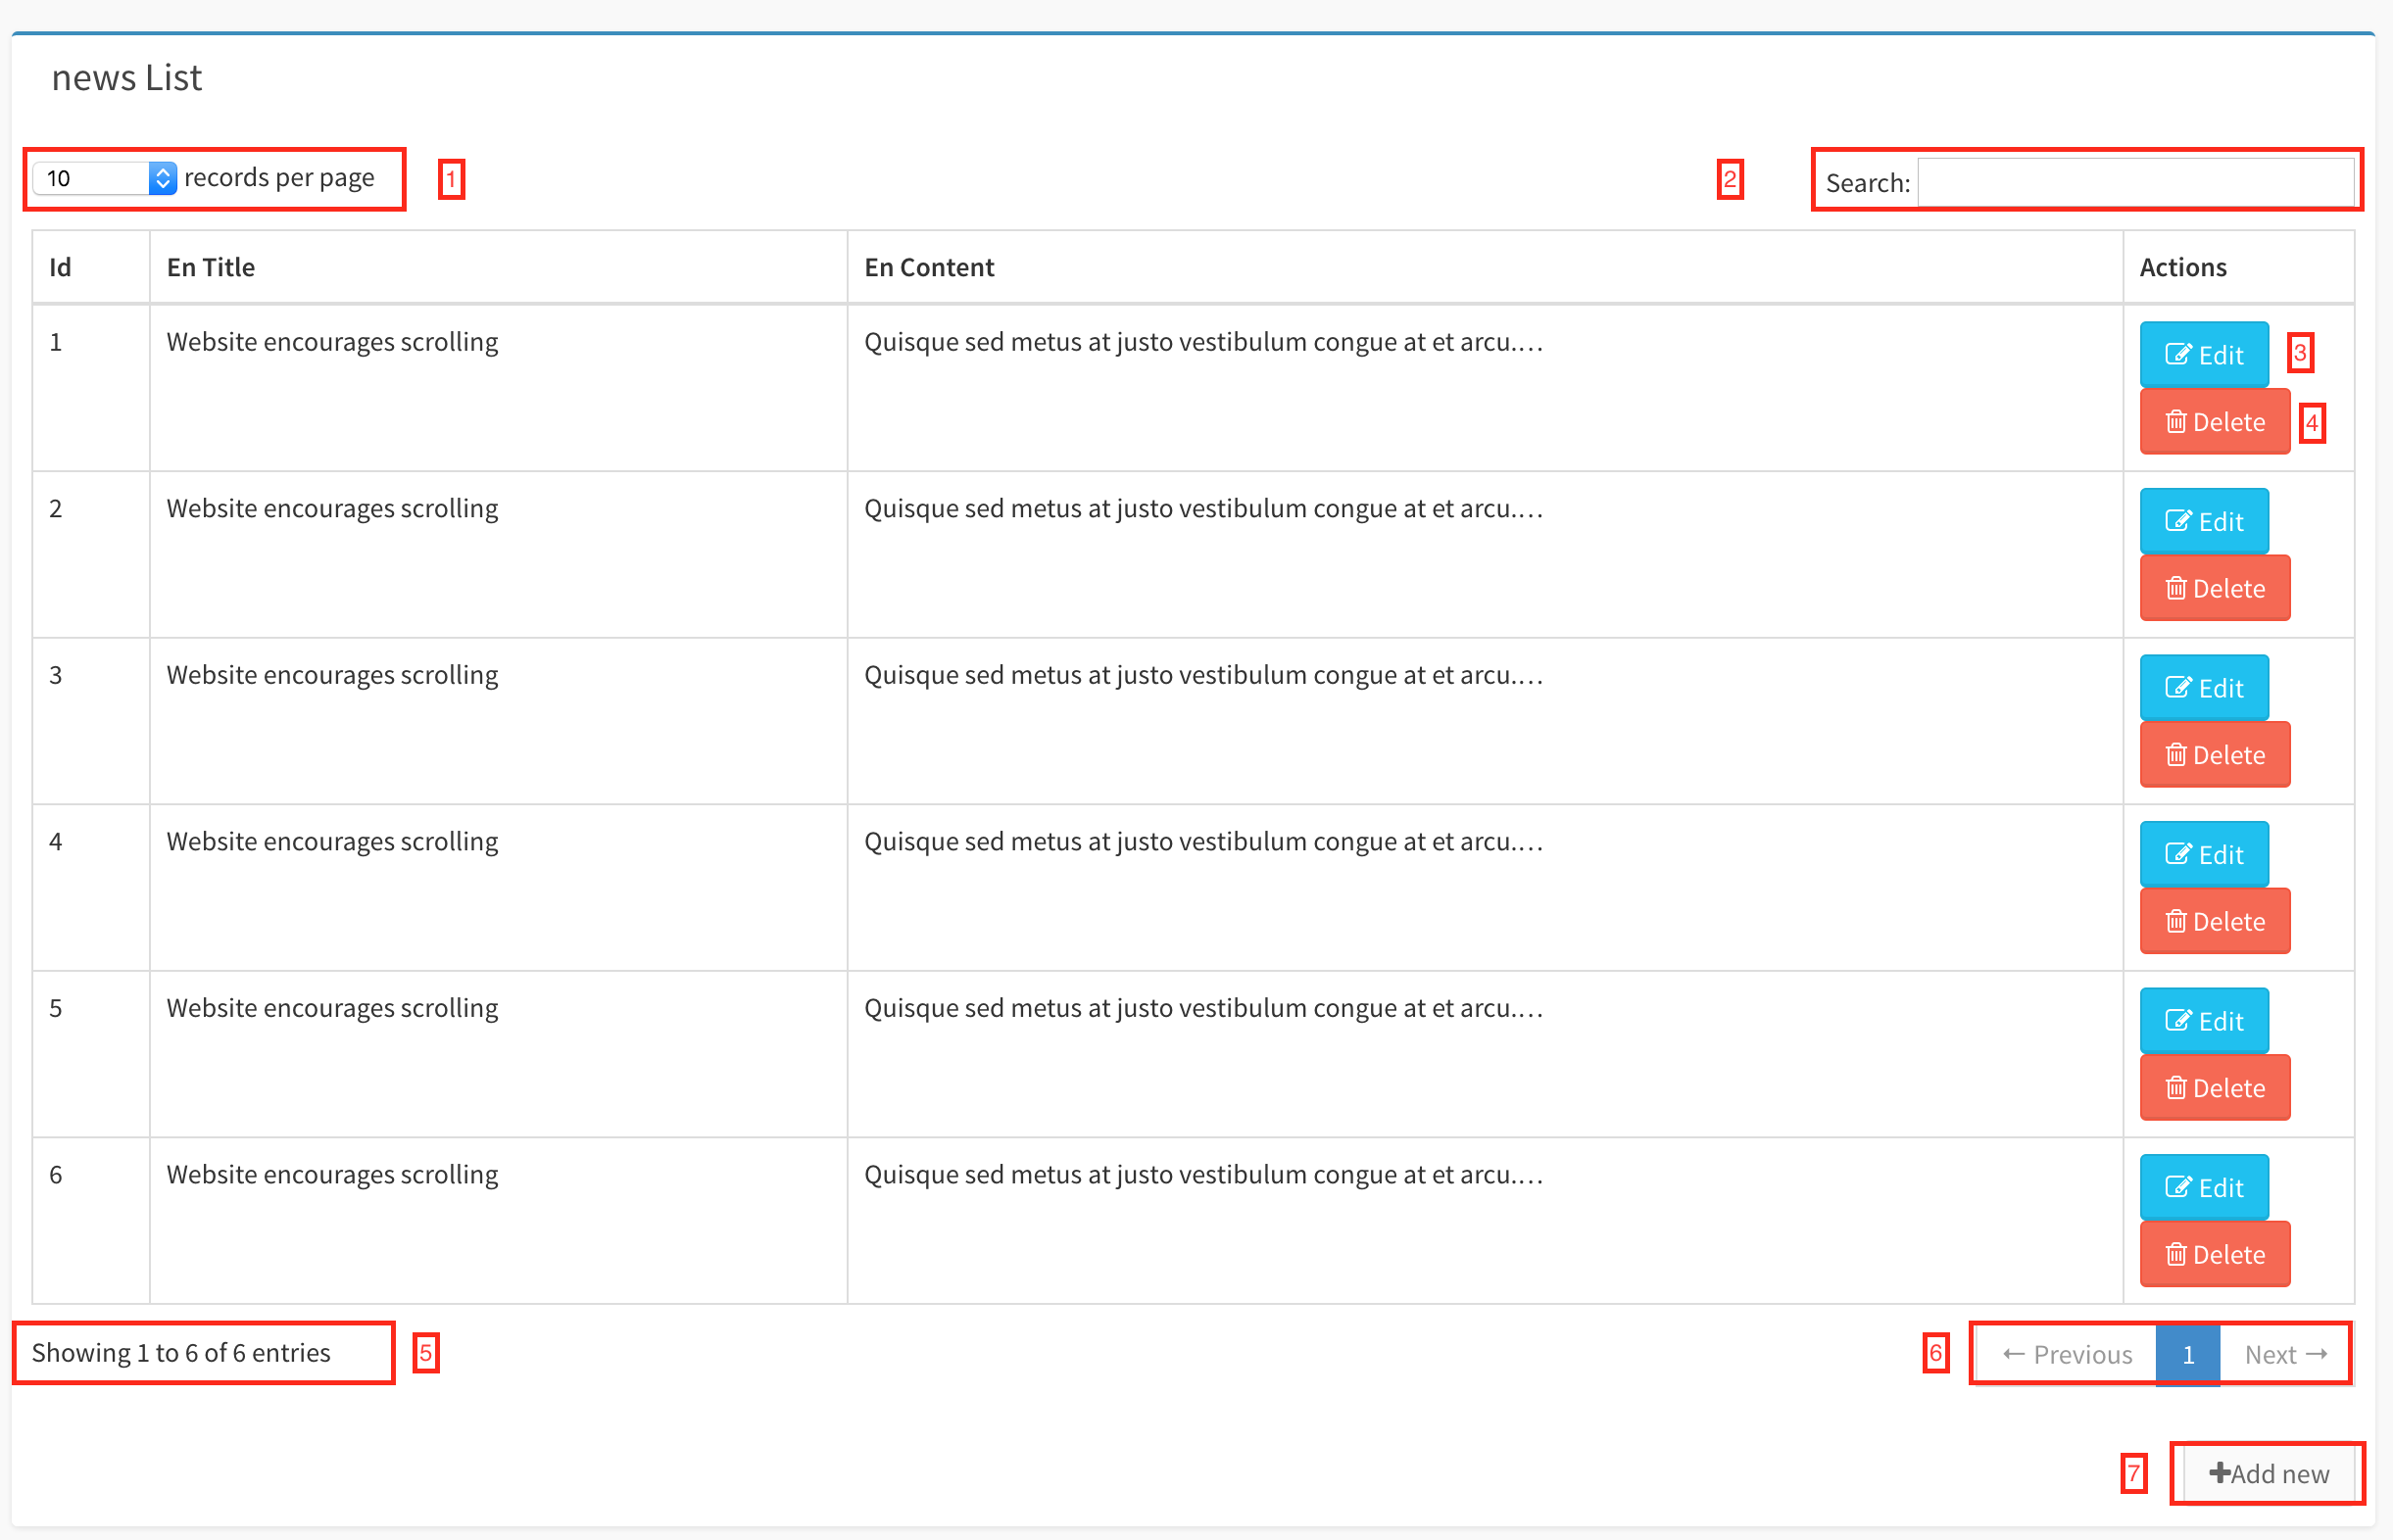 news List
10 records per page 1 2 Search:
Id En Title En Content Actions
1 Website encourages scrolling Quisque sed metus at justo vestibulum congue at et arcu.... Edit 3
Delete 4
2 Website encourages scrolling Quisque sed metus at justo vestibulum congue at et arcu.... Edit
Delete
3 Website encourages scrolling Quisque sed metus at justo vestibulum congue at et arcu.... Edit
Delete
4 Website encourages scrolling Quisque sed metus at justo vestibulum congue at et arcu.... Edit
Delete
5 Website encourages scrolling Quisque sed metus at justo vestibulum congue at et arcu.... Edit
Delete
6 Website encourages scrolling Quisque sed metus at justo vestibulum congue at et arcu.... Edit
Delete
Showing 1 to 6 of 6 entries 5 6 ← Previous 1 Next →
7 +Add new